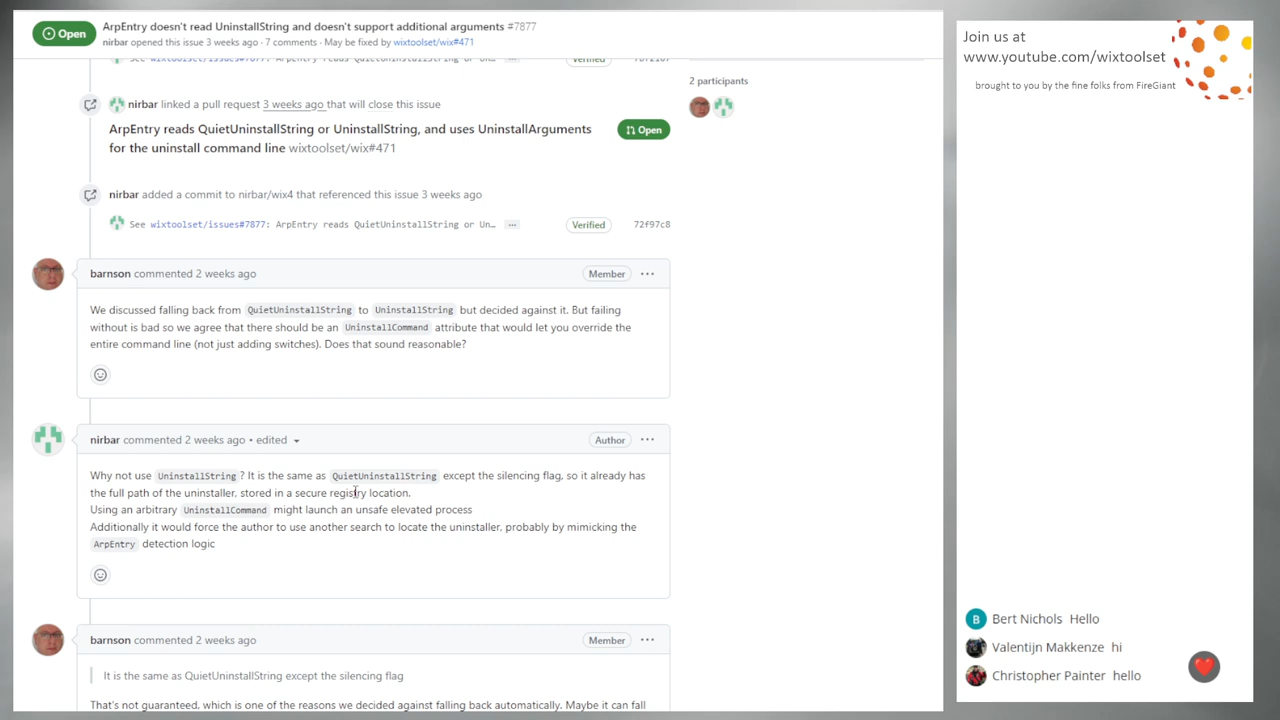 Open
ArpEntry doesn't read UninstallString and doesn't support additional arguments #7877
nirbar opened this issue 3 weeks ago · 7 comments · May be fixed by wixtoolset/wix#471
See wixtoolset/issues#7877: ArpEntry reads QuietUninstallString or Un… ... Verified 7bf2107
nirbar linked a pull request 3 weeks ago that will close this issue
ArpEntry reads QuietUninstallString or UninstallString, and uses UninstallArguments
for the uninstall command line wixtoolset/wix#471
Open
nirbar added a commit to nirbar/wix4 that referenced this issue 3 weeks ago
See wixtoolset/issues#7877: ArpEntry reads QuietUninstallString or Un… ... Verified 72f97c8
barnson commented 2 weeks ago Member ...
We discussed falling back from QuietUninstallString to UninstallString but decided against it. But failing
without is bad so we agree that there should be an UninstallCommand attribute that would let you override the
entire command line (not just adding switches). Does that sound reasonable?
nirbar commented 2 weeks ago • edited Author ...
Why not use UninstallString ? It is the same as QuietUninstallString except the silencing flag, so it already has
the full path of the uninstaller, stored in a secure registry location.
Using an arbitrary UninstallCommand might launch an unsafe elevated process
Additionally it would force the author to use another search to locate the uninstaller, probably by mimicking the
ArpEntry detection logic
barnson commented 2 weeks ago Member ...
It is the same as QuietUninstallString except the silencing flag
That's not guaranteed, which is one of the reasons we decided against falling back automatically. Maybe it can fall
2 participants
Join us at
www.youtube.com/wixtoolset
brought to you by the fine folks from FireGiant
B Bert Nichols Hello
Valentijn Makkenze hi
Christopher Painter hello